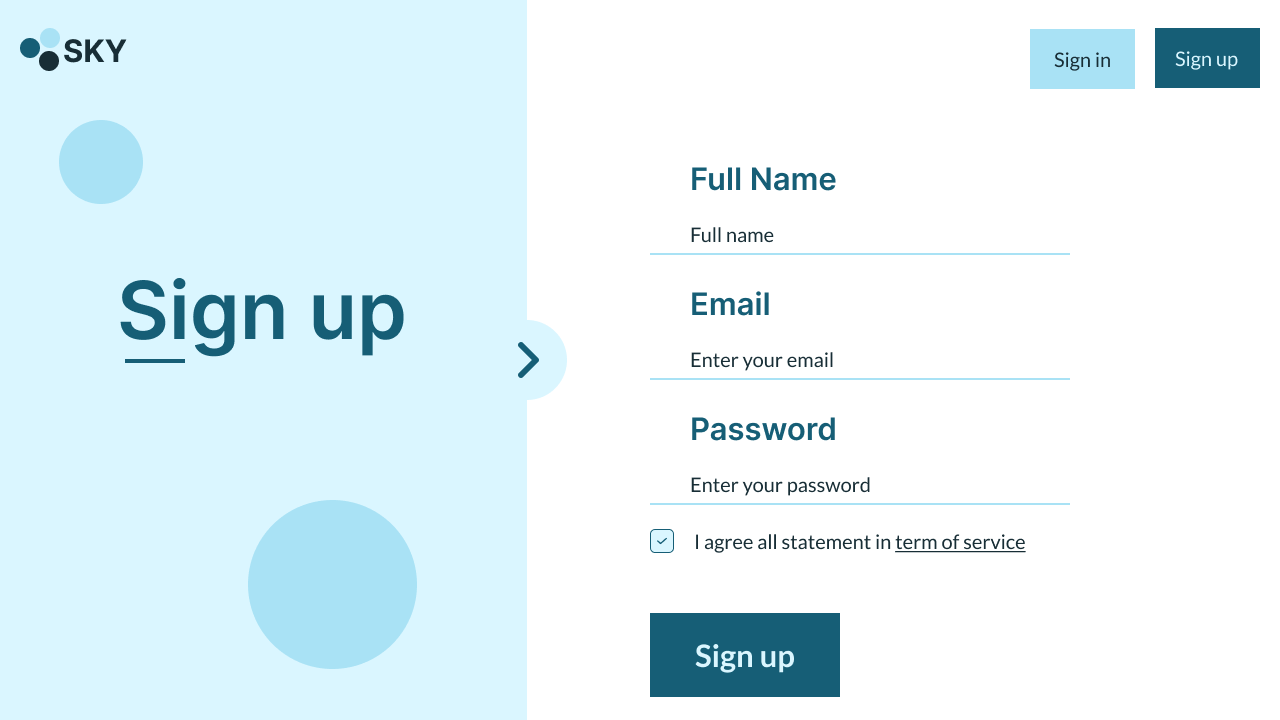 SKY
Sign in
Sign up
Sign up
Full Name
Full name
Email
Enter your email
Password
Enter your password
I agree all statement in term of service
Sign up